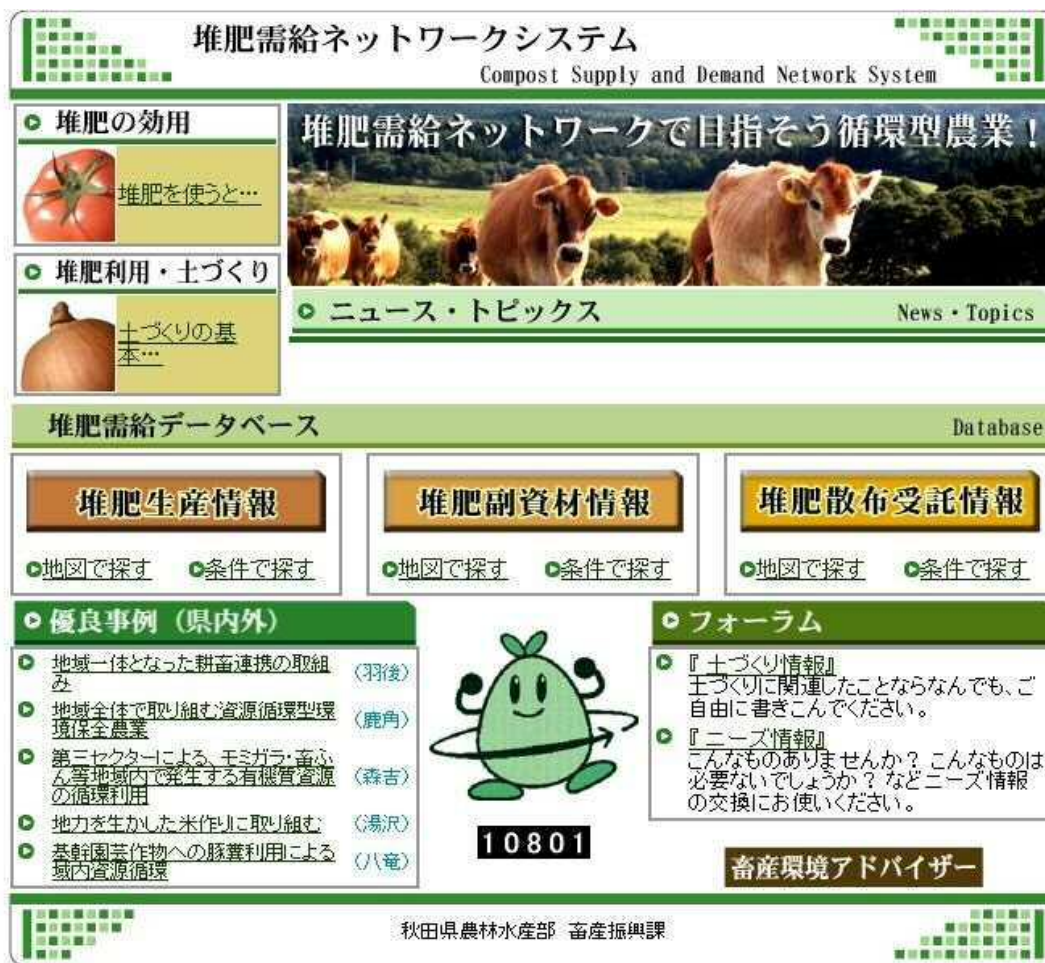 堆肥需給ネットワークシステム
Compost Supply and Demand Network System
堆肥の効用
堆肥を使うと…
堆肥利用・土づくり
土づくりの基
本…
堆肥需給ネットワークで目指そう循環型農業！
ニュース・トピックス
News・Topics
堆肥需給データベース
Database
堆肥生産情報
地図で探す
条件で探す
堆肥副資材情報
地図で探す
条件で探す
堆肥散布受託情報
地図で探す
条件で探す
優良事例（県内外）
地域一体となった耕畜連携の取組
み
（羽後）
地域全体で取り組む資源循環型環
境保全農業
（鹿角）
第三セクターによる、モミガラ・畜ふ
ん等地域内で発生する有機質資源
の循環利用
（森吉）
地力を生かした米作りに取り組む
（湯沢）
基幹園芸作物への豚糞利用による
域内資源循環
（八竜）
10801
フォーラム
『土づくり情報』
土づくりに関連したことならなんでも、ご
自由に書きこんでください。
『ニーズ情報』
こんなものありませんか？ こんなものは
必要ないでしょうか？ などニーズ情報
の交換にお使いください。
畜産環境アドバイザー
秋田県農林水産部 畜産振興課